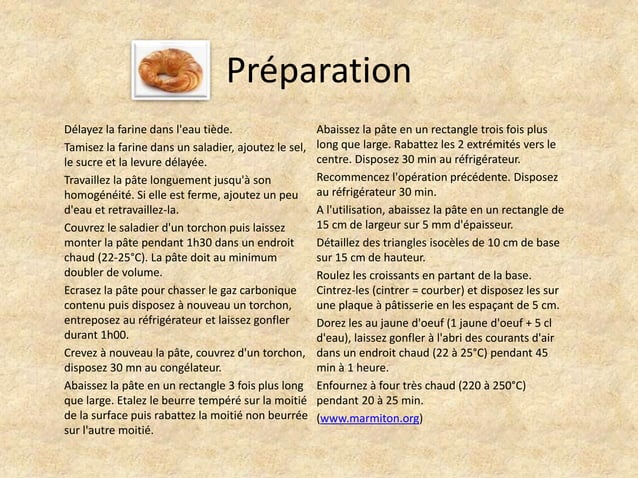 Préparation
Délayez la farine dans l'eau tiède.
Tamisez la farine dans un saladier, ajoutez le sel,
le sucre et la levure délayée.
Travaillez la pâte longuement jusqu'à son
homogénéité. Si elle est ferme, ajoutez un peu
d'eau et retravaillez-la.
Couvrez le saladier d'un torchon puis laissez
monter la pâte pendant 1h30 dans un endroit
chaud (22-25°C). La pâte doit au minimum
doubler de volume.
Ecrasez la pâte pour chasser le gaz carbonique
contenu puis disposez à nouveau un torchon,
entreposez au réfrigérateur et laissez gonfler
durant 1h00.
Crevez à nouveau la pâte, couvrez d'un torchon,
disposez 30 mn au congélateur.
Abaissez la pâte en un rectangle 3 fois plus long
que large. Etalez le beurre tempéré sur la moitié
de la surface puis rabattez la moitié non beurrée
sur l'autre moitié.
Abaissez la pâte en un rectangle trois fois plus
long que large. Rabattez les 2 extrémités vers le
centre. Disposez 30 min au réfrigérateur.
Recommencez l'opération précédente. Disposez
au réfrigérateur 30 min.
A l'utilisation, abaissez la pâte en un rectangle de
15 cm de largeur sur 5 mm d'épaisseur.
Détaillez des triangles isocèles de 10 cm de base
sur 15 cm de hauteur.
Roulez les croissants en partant de la base.
Cintrez-les (cintrer = courber) et disposez les sur
une plaque à pâtisserie en les espaçant de 5 cm.
Dorez les au jaune d'oeuf (1 jaune d'oeuf + 5 cl
d'eau), laissez gonfler à l'abri des courants d'air
dans un endroit chaud (22 à 25°C) pendant 45
min à 1 heure.
Enfournez à four très chaud (220 à 250°C)
pendant 20 à 25 min.
(www.marmiton.org)